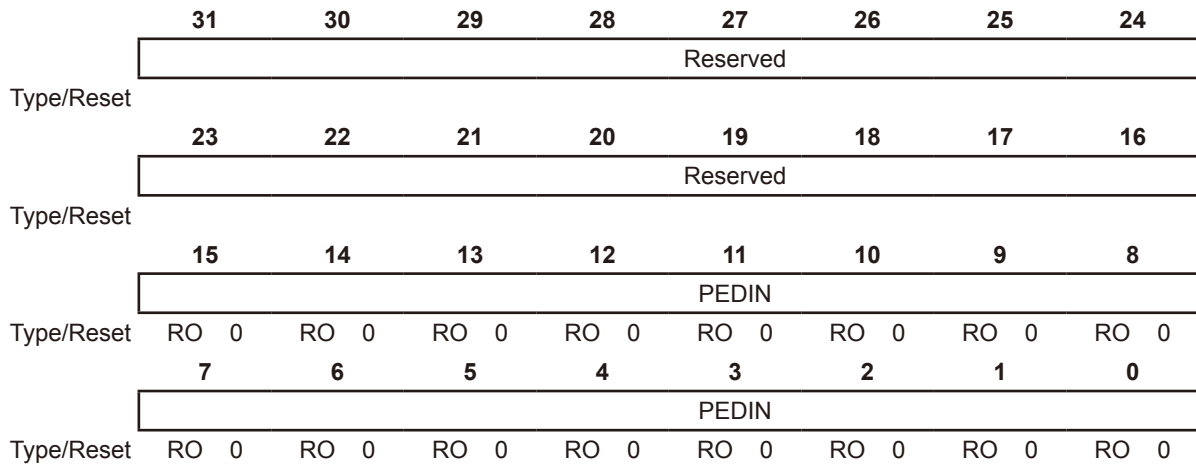 31 30 29 28 27 26 25 24
Reserved
Type/Reset
23 22 21 20 19 18 17 16
Reserved
Type/Reset
15 14 13 12 11 10 9 8
PEDIN
Type/Reset RO 0 RO 0 RO 0 RO 0 RO 0 RO 0 RO 0 RO 0
7 6 5 4 3 2 1 0
PEDIN
Type/Reset RO 0 RO 0 RO 0 RO 0 RO 0 RO 0 RO 0 RO 0